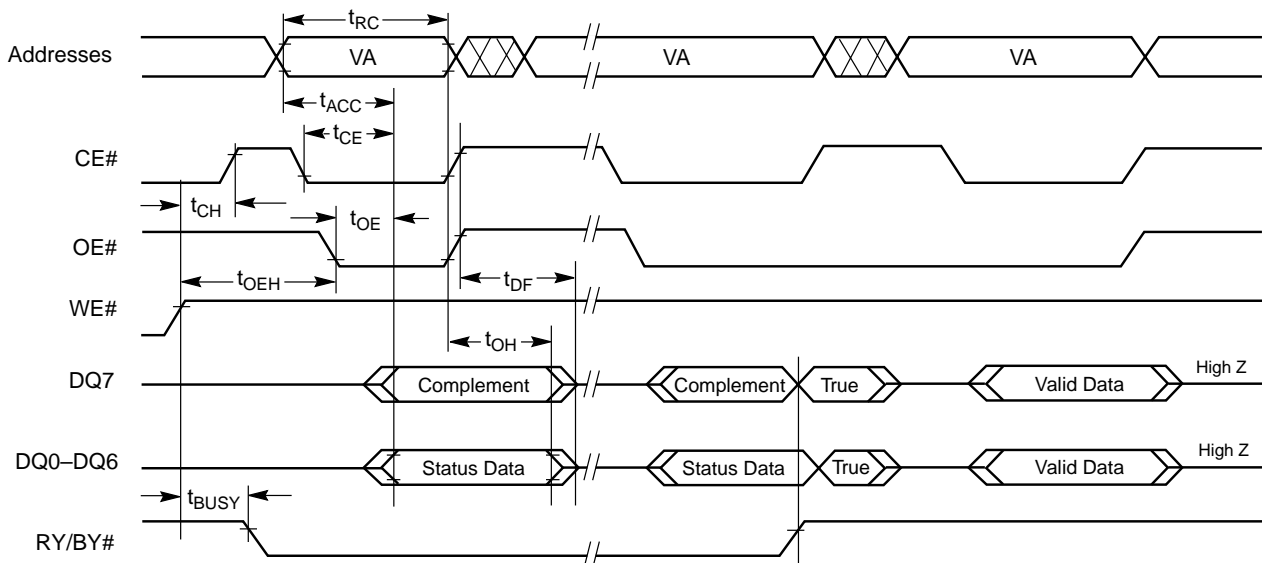 tRC
Addresses VA VA VA
tACC
tCE
CE#
tCH tOE
OE#
tOEH tDF
WE#
tOH
DQ7 Complement Complement True Valid Data High Z
DQ0–DQ6 Status Data Status Data True Valid Data High Z
tBUSY
RY/BY#